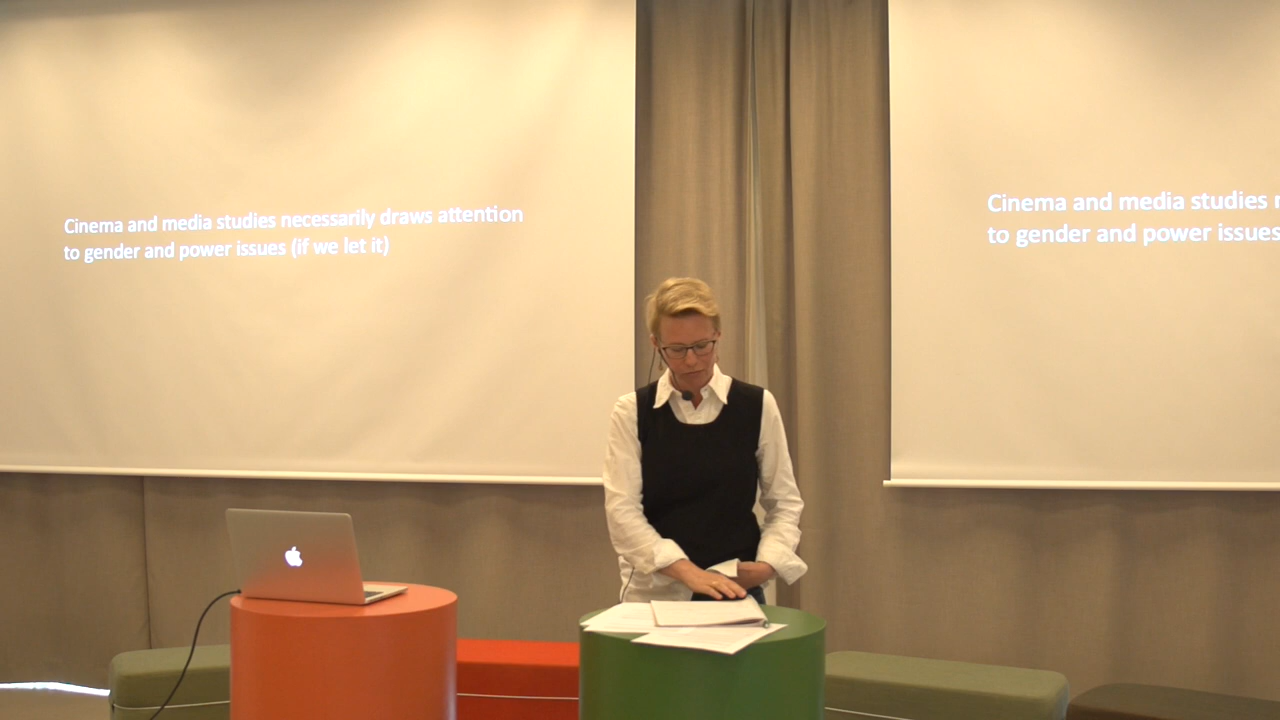 Cinema and media studies necessarily draws attention
to gender and power issues (if we let it)
Cinema and media studies
to gender and power issues